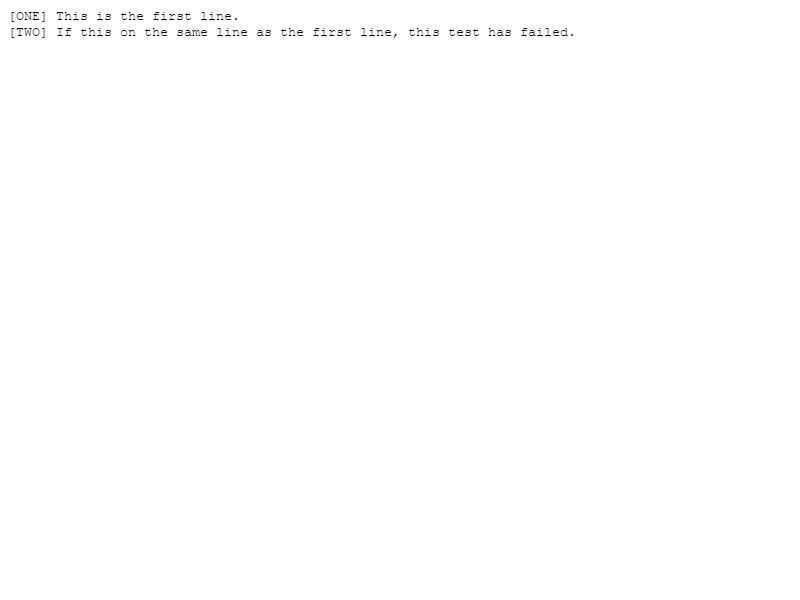 [ONE] This is the first line.
[TWO] If this on the same line as the first line, this test has failed.